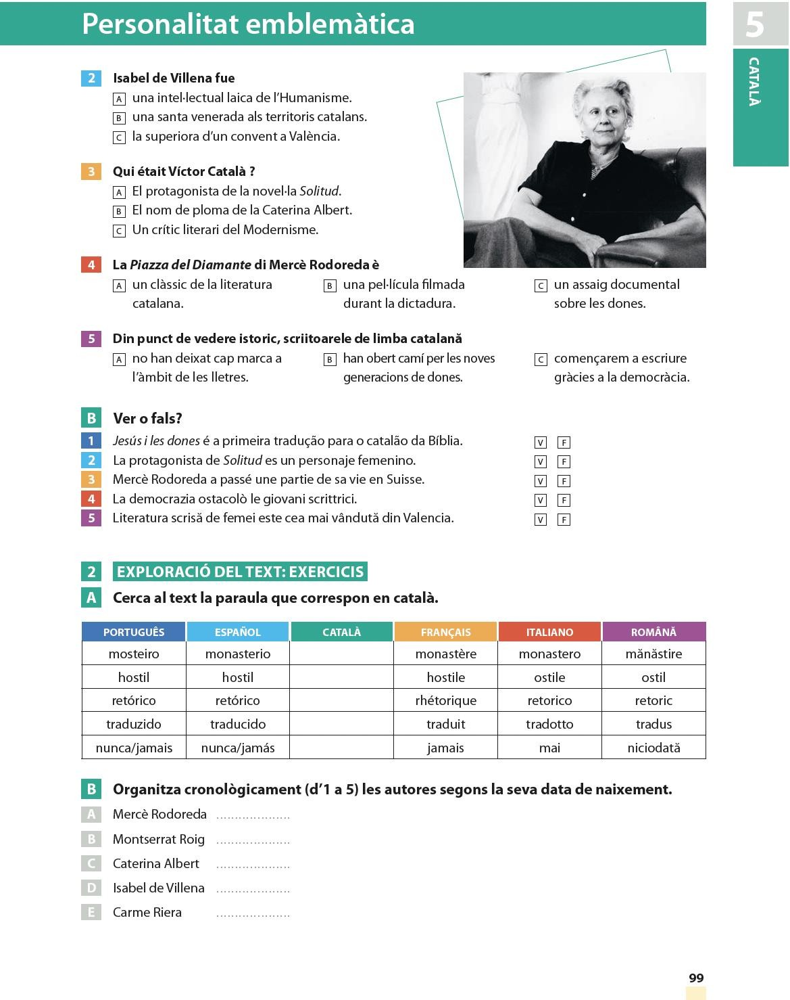 Personalitat emblemàtica
5
CATALÀ
2 Isabel de Villena fue
A una intel·lectual laica de l’Humanisme.
B una santa venerada als territoris catalans.
C la superiora d’un convent a València.
3 Qui était Víctor Català ?
A El protagonista de la novel·la Solitud.
B El nom de ploma de la Caterina Albert.
C Un crític literari del Modernisme.
4 La Piazza del Diamante di Mercè Rodoreda è
A un clàssic de la literatura
catalana.
B una pel·lícula filmada
durant la dictadura.
C un assaig documental
sobre les dones.
5 Din punct de vedere istoric, scriitoarele de limba catalană
A no han deixat cap marca a
l’àmbit de les lletres.
B han obert camí per les noves
generacions de dones.
C començarem a escriure
gràcies a la democràcia.
B Ver o fals?
1 Jesús i les dones é a primeira tradução para o catalão da Bíblia. V F
2 La protagonista de Solitud es un personaje femenino. V F
3 Mercè Rodoreda a passé une partie de sa vie en Suisse. V F
4 La democrazia ostacolò le giovani scrittrici. V F
5 Literatura scrisă de femei este cea mai vândută din Valencia. V F
2 EXPLORACIÓ DEL TEXT: EXERCICIS
A Cerca al text la paraula que correspon en català.
PORTUGUÊS ESPAÑOL CATALÀ FRANÇAIS ITALIANO ROMÂNĂ
mosteiro monasterio monastère monastero mănăstire
hostil hostil hostile ostile ostil
retórico retórico rhétorique retorico retoric
traduzido traducido traduit tradotto tradus
nunca/jamais nunca/jamás jamais mai niciodată
B Organitza cronològicament (d’1 a 5) les autores segons la seva data de naixement.
A Mercè Rodoreda ....................
B Montserrat Roig ....................
C Caterina Albert ....................
D Isabel de Villena ....................
E Carme Riera ....................
99